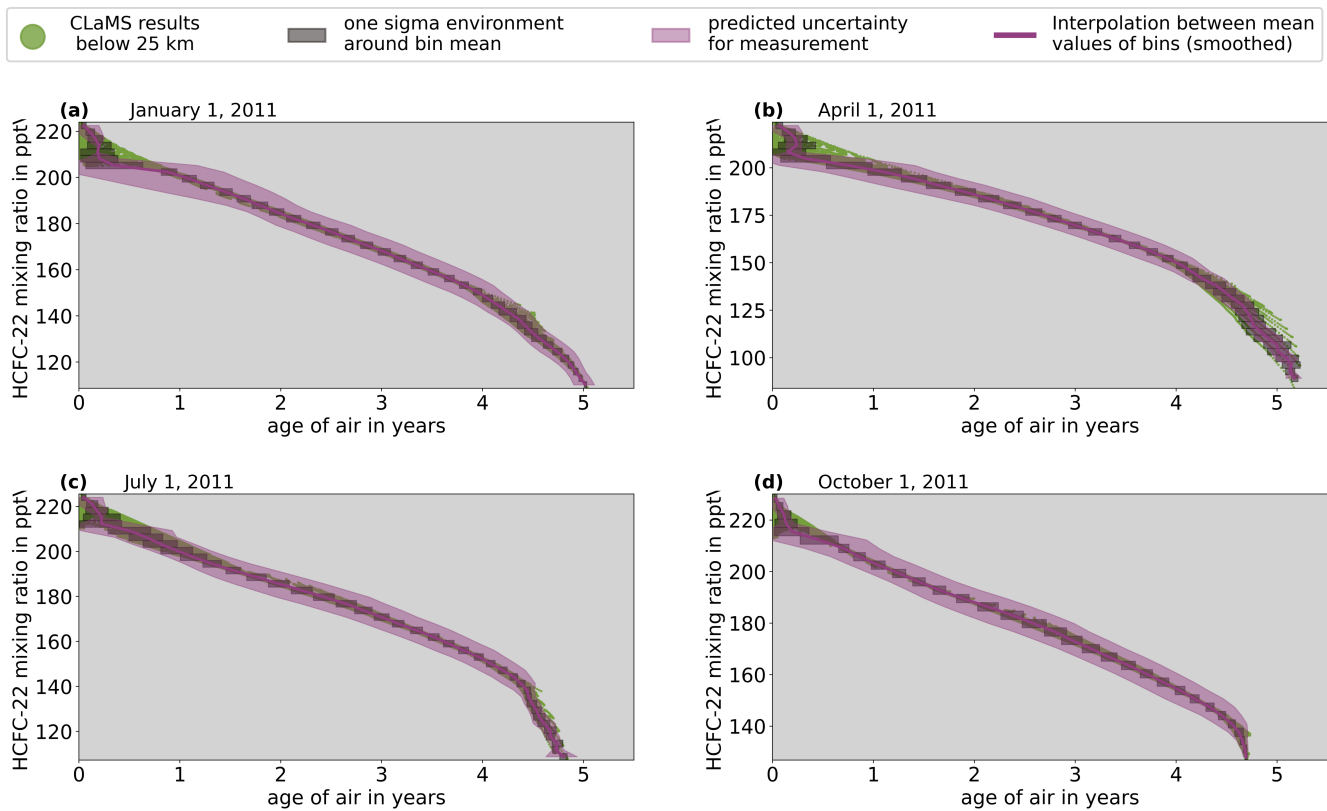 CLaMS results
below 25 km
one sigma environment
around bin mean
predicted uncertainty
for measurement
Interpolation between mean
values of bins (smoothed)
(a) January 1, 2011
HCFC-22 mixing ratio in ppt\
220
200
180
160
140
120
0 1 2 3 4 5
age of air in years
(b) April 1, 2011
HCFC-22 mixing ratio in ppt\
200
175
150
125
100
0 1 2 3 4 5
age of air in years
(c) July 1, 2011
HCFC-22 mixing ratio in ppt\
220
200
180
160
140
120
0 1 2 3 4 5
age of air in years
(d) October 1, 2011
HCFC-22 mixing ratio in ppt\
220
200
180
160
140
0 1 2 3 4 5
age of air in years